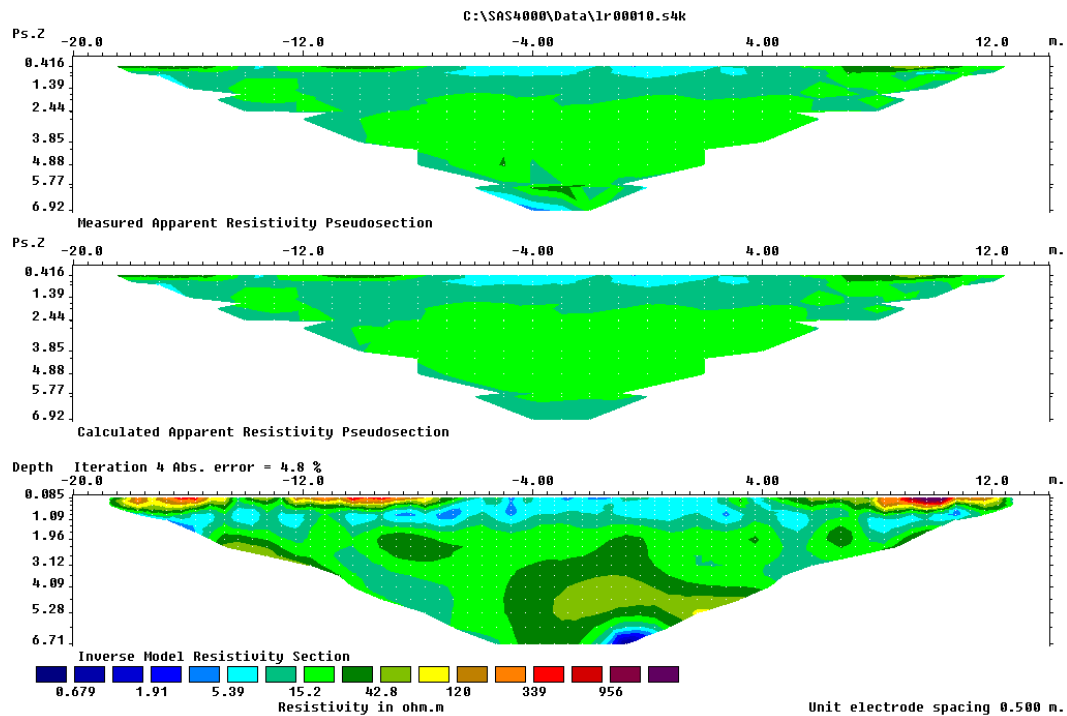 C:\SAS4000\Data\lr00010.s4k
Ps.Z
-20.0 -12.0 -4.00 4.00 12.0 m.
0.416
1.39
2.44
3.85
4.88
5.77
6.92
Measured Apparent Resistivity Pseudosection
Ps.Z
-20.0 -12.0 -4.00 4.00 12.0 m.
0.416
1.39
2.44
3.85
4.88
5.77
6.92
Calculated Apparent Resistivity Pseudosection
Depth Iteration 4 Abs. error = 4.8 %
-20.0 -12.0 -4.00 4.00 12.0 m.
0.085
1.09
1.96
3.12
4.09
5.28
6.71
Inverse Model Resistivity Section
0.679 1.91 5.39 15.2 42.8 120 339 956
Resistivity in ohm.m
Unit electrode spacing 0.500 m.